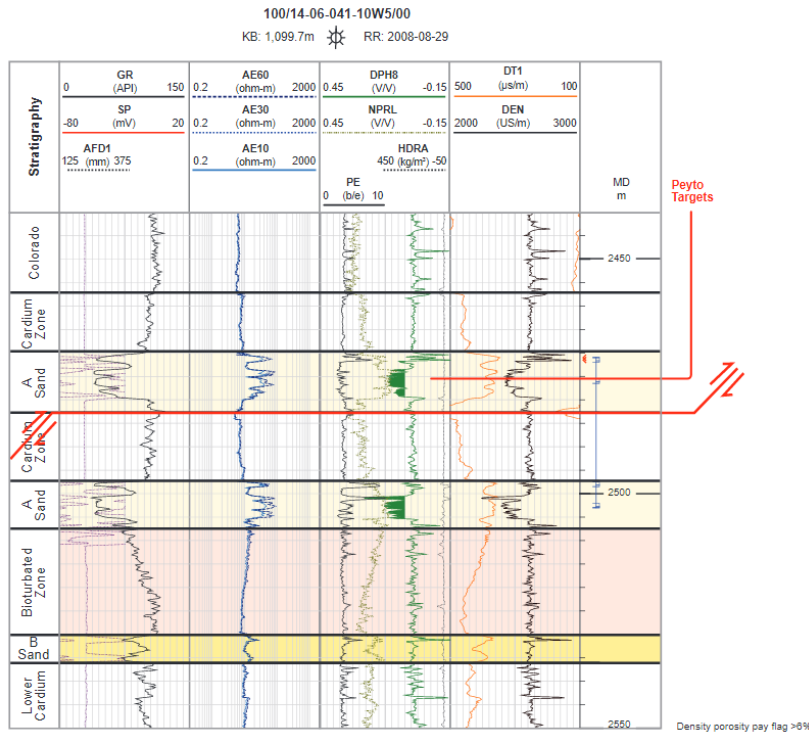 100/14-06-041-10W5/00
KB: 1,099.7m RR: 2008-08-29
Stratigraphy
GR
0 (API) 150
SP
-80 (mV) 20
AFD1
125 (mm) 375
AE60
0.2 (ohm-m) 2000
AE30
0.2 (ohm-m) 2000
AE10
0.2 (ohm-m) 2000
DPH8
0.45 (V/V) -0.15
NPRL
0.45 (V/V) -0.15
HDRA
450 (kg/m³) -50
PE
0 (b/e) 10
DT1
500 (µs/m) 100
DEN
2000 (US/m) 3000
MD
m
Peyto
Targets
Colorado
2450
Cardium
Zone
A
Sand
Cardium
Zone
A
Sand
2500
Bioturbated
Zone
B
Sand
Lower
Cardium
2550
Density porosity pay flag >6%